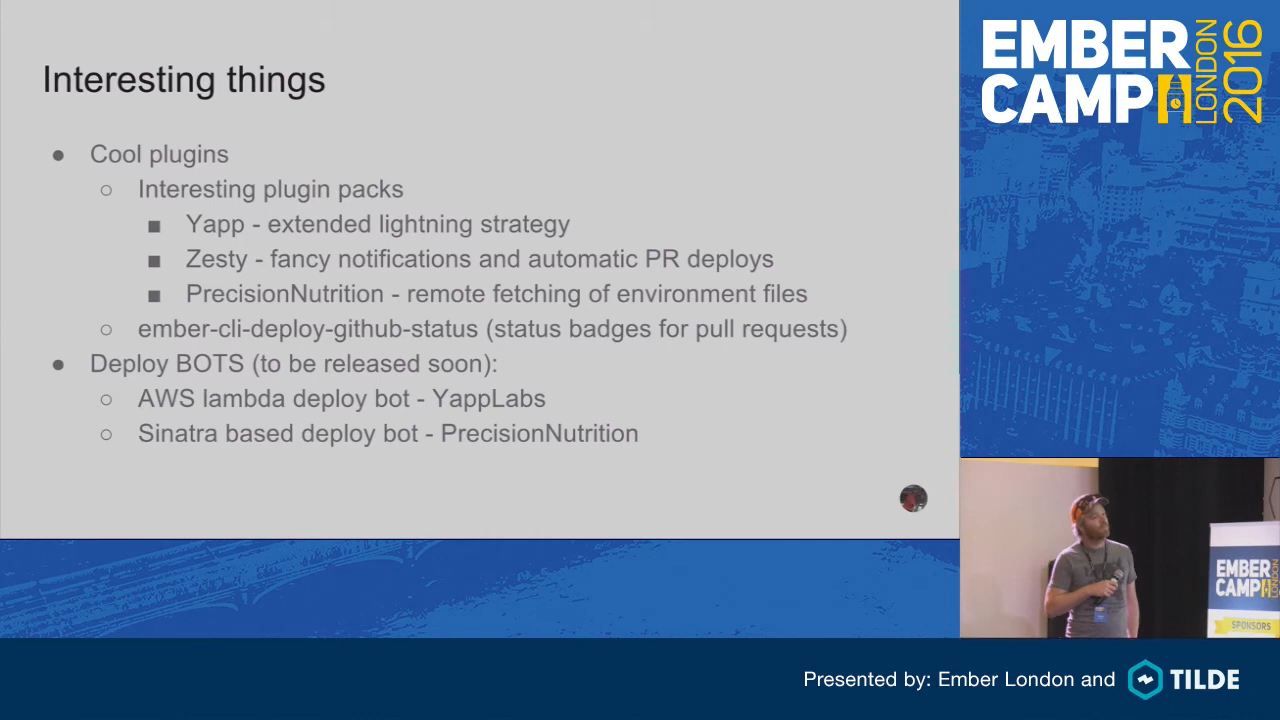 Interesting things
● Cool plugins
○ Interesting plugin packs
■ Yapp - extended lightning strategy
■ Zesty - fancy notifications and automatic PR deploys
■ PrecisionNutrition - remote fetching of environment files
○ ember-cli-deploy-github-status (status badges for pull requests)
● Deploy BOTS (to be released soon):
○ AWS lambda deploy bot - YappLabs
○ Sinatra based deploy bot - PrecisionNutrition
EMBER
CAMP
LONDON
2016
EMBER
CAMP
LONDON
SPONSORS
Presented by: Ember London and TILDE